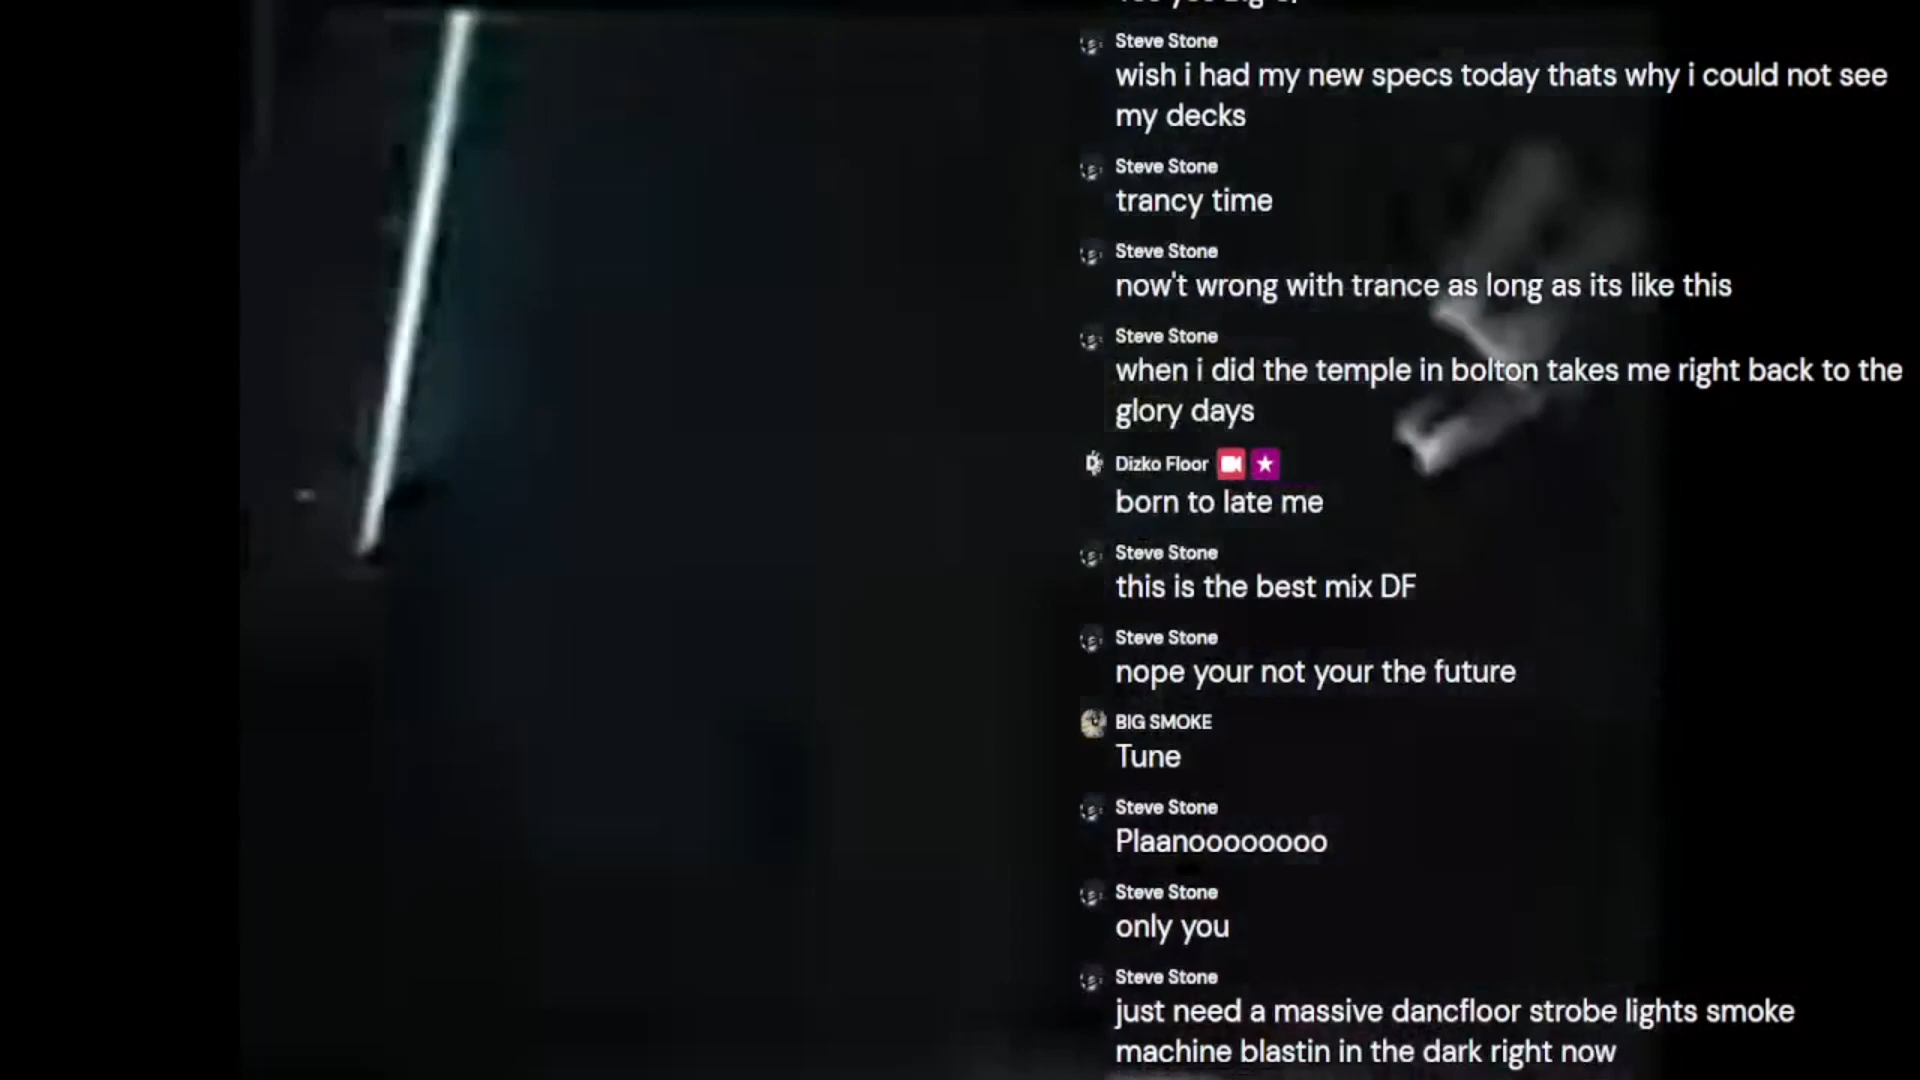 Steve Stone
wish i had my new specs today thats why i could not see
my decks
Steve Stone
trancy time
Steve Stone
now't wrong with trance as long as its like this
Steve Stone
when i did the temple in bolton takes me right back to the
glory days
Dizko Floor
born to late me
Steve Stone
this is the best mix DF
Steve Stone
nope your not your the future
BIG SMOKE
Tune
Steve Stone
Plaanoooooooo
Steve Stone
only you
Steve Stone
just need a massive dancfloor strobe lights smoke
machine blastin in the dark right now